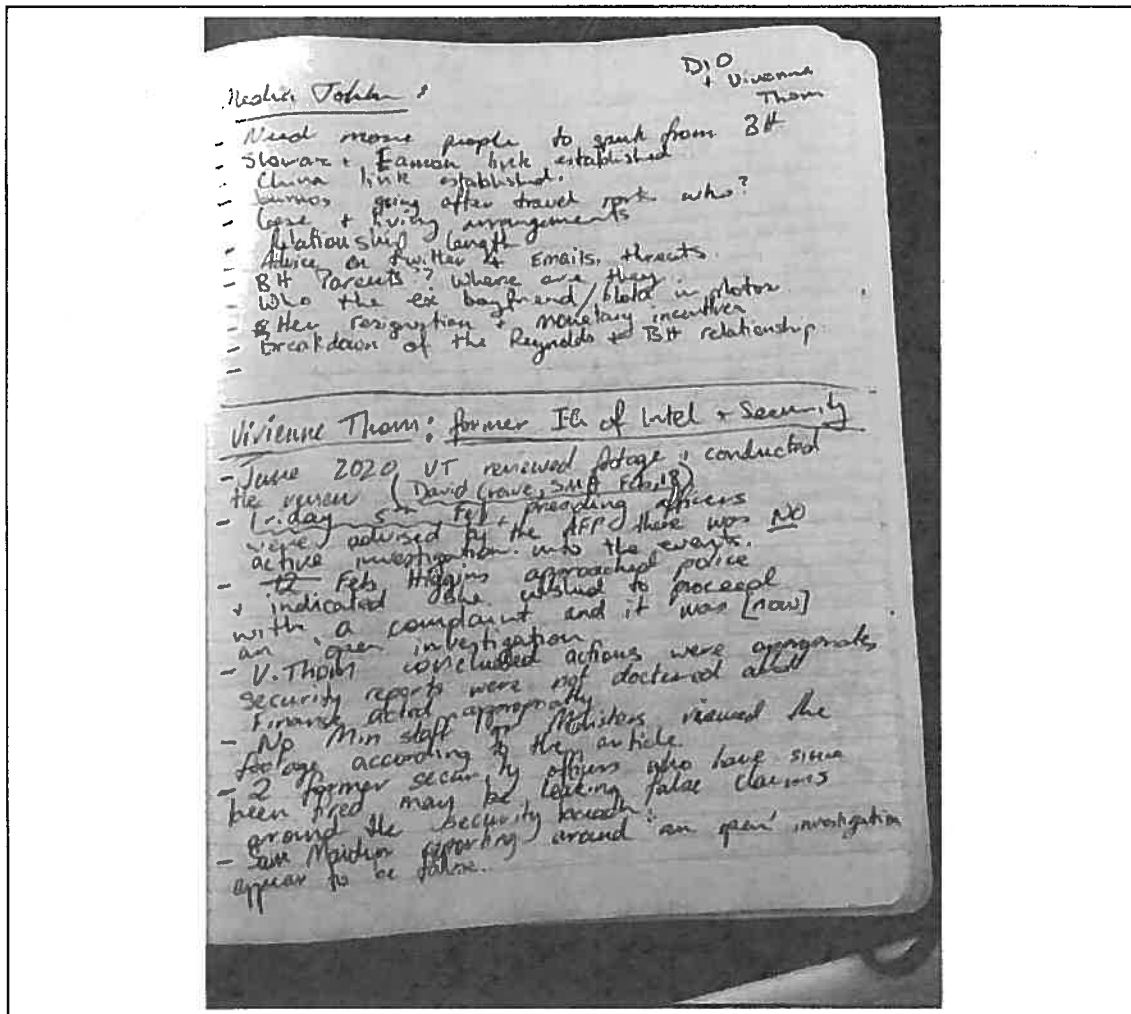 DPO
+ Vivienne
Thom
Media :
- Need more people to speak from BH
- + Eamon link established
- China link established.
- going after travel who?
- + living arrangements
- Relationship length
- Advice on twitter & Emails, threats.
- BH Parents? Where are they
- Who the ex boyfriend / in photos
- Her resignation + monetary incentive
- Breakdown of the Reynolds + BH relationship
-
Vivienne Thom: former IG of Intel + Security
- June 2020 VT reviewed footage & conducted
the review (David Crowe, SMH Feb, 18)
- Friday 5th Feb, presiding officers
were advised by the AFP there was NO
active investigation into the events.
- 12 Feb Higgins approached police
+ indicated she wished to proceed
with a complaint and it was [now]
an open investigation
- V. Thom concluded actions were appropriate,
security reports were not doctored and
Finance acted appropriately
- No Min staff or Ministers viewed the
footage according to the article.
- 2 former security officers who have since
been fired may be leaking false claims
around the security breach.
- Sam Maiden reporting around 'an open' investigation
appear to be false.